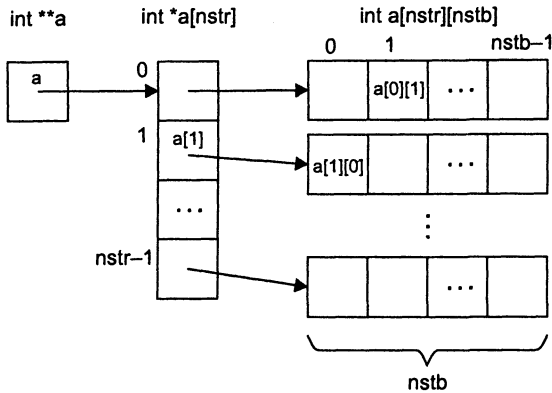 int **a int *a[nstr] int a[nstr][nstb]
0 1 nstb–1
a 0 a[0][1] ...
1 a[1] a[1][0] ...
...
nstr–1 ...
nstb